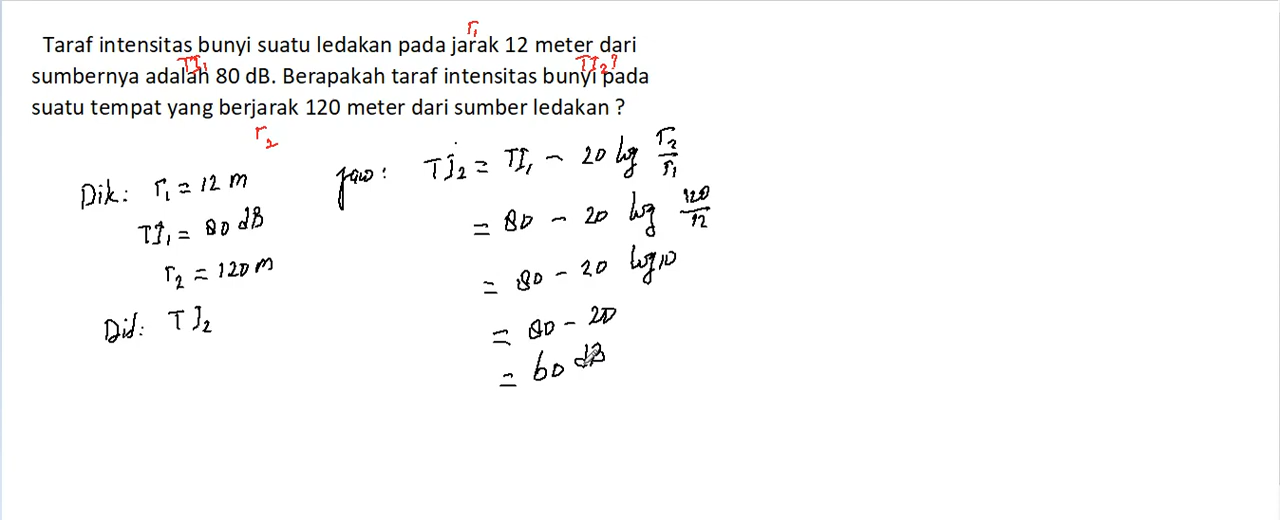 r₁
Taraf intensitas bunyi suatu ledakan pada jarak 12 meter dari
TI₁ TI₂?
sumbernya adalah 80 dB. Berapakah taraf intensitas bunyi pada
suatu tempat yang berjarak 120 meter dari sumber ledakan ?
r₂
Dik: r₁ = 12 m
TI₁ = 80 dB
r₂ = 120 m
Dit: TI₂
Jaw: TI₂ = TI₁ - 20 log r₂/r₁
= 80 - 20 log 120/12
= 80 - 20 log 10
= 80 - 20
= 60 dB